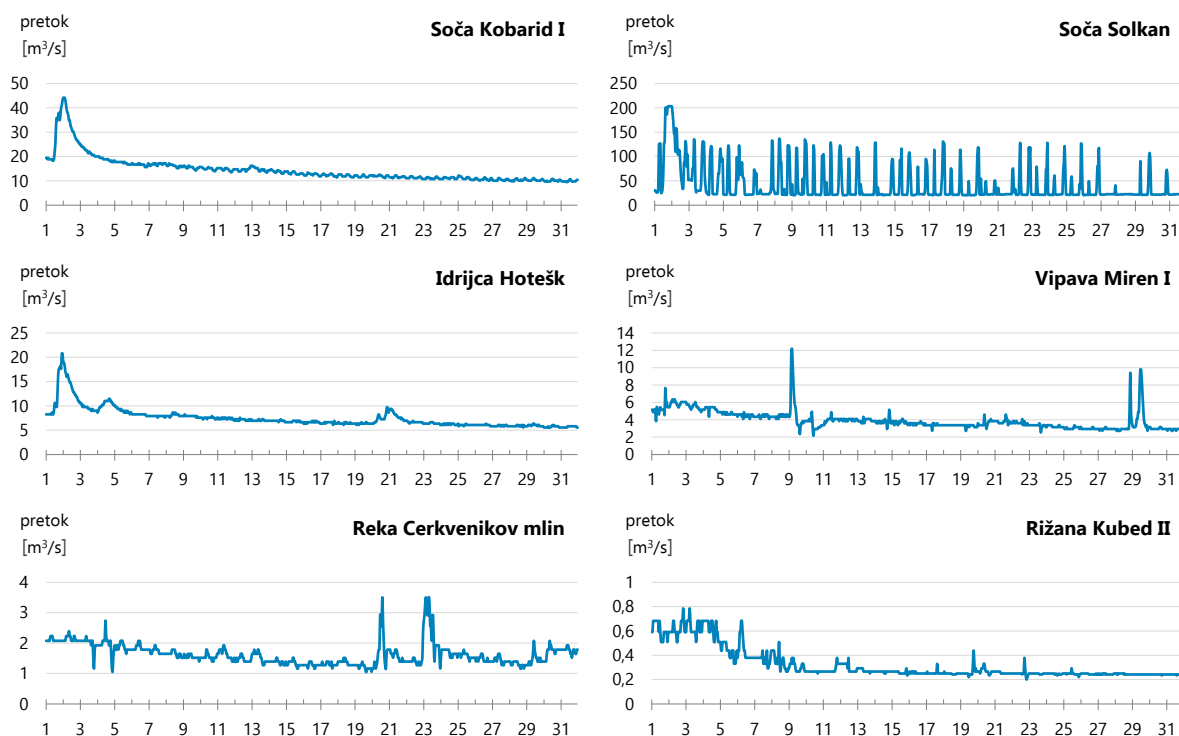 pretok
[m³/s]
Soča Kobarid I
50
40
30
20
10
0
1 3 5 7 9 11 13 15 17 19 21 23 25 27 29 31
pretok
[m³/s]
Soča Solkan
250
200
150
100
50
0
1 3 5 7 9 11 13 15 17 19 21 23 25 27 29 31
pretok
[m³/s]
Idrijca Hotešk
25
20
15
10
5
0
1 3 5 7 9 11 13 15 17 19 21 23 25 27 29 31
pretok
[m³/s]
Vipava Miren I
14
12
10
8
6
4
2
0
1 3 5 7 9 11 13 15 17 19 21 23 25 27 29 31
pretok
[m³/s]
Reka Cerkvenikov mlin
4
3
2
1
0
1 3 5 7 9 11 13 15 17 19 21 23 25 27 29 31
pretok
[m³/s]
Rižana Kubed II
1
0,8
0,6
0,4
0,2
0
1 3 5 7 9 11 13 15 17 19 21 23 25 27 29 31